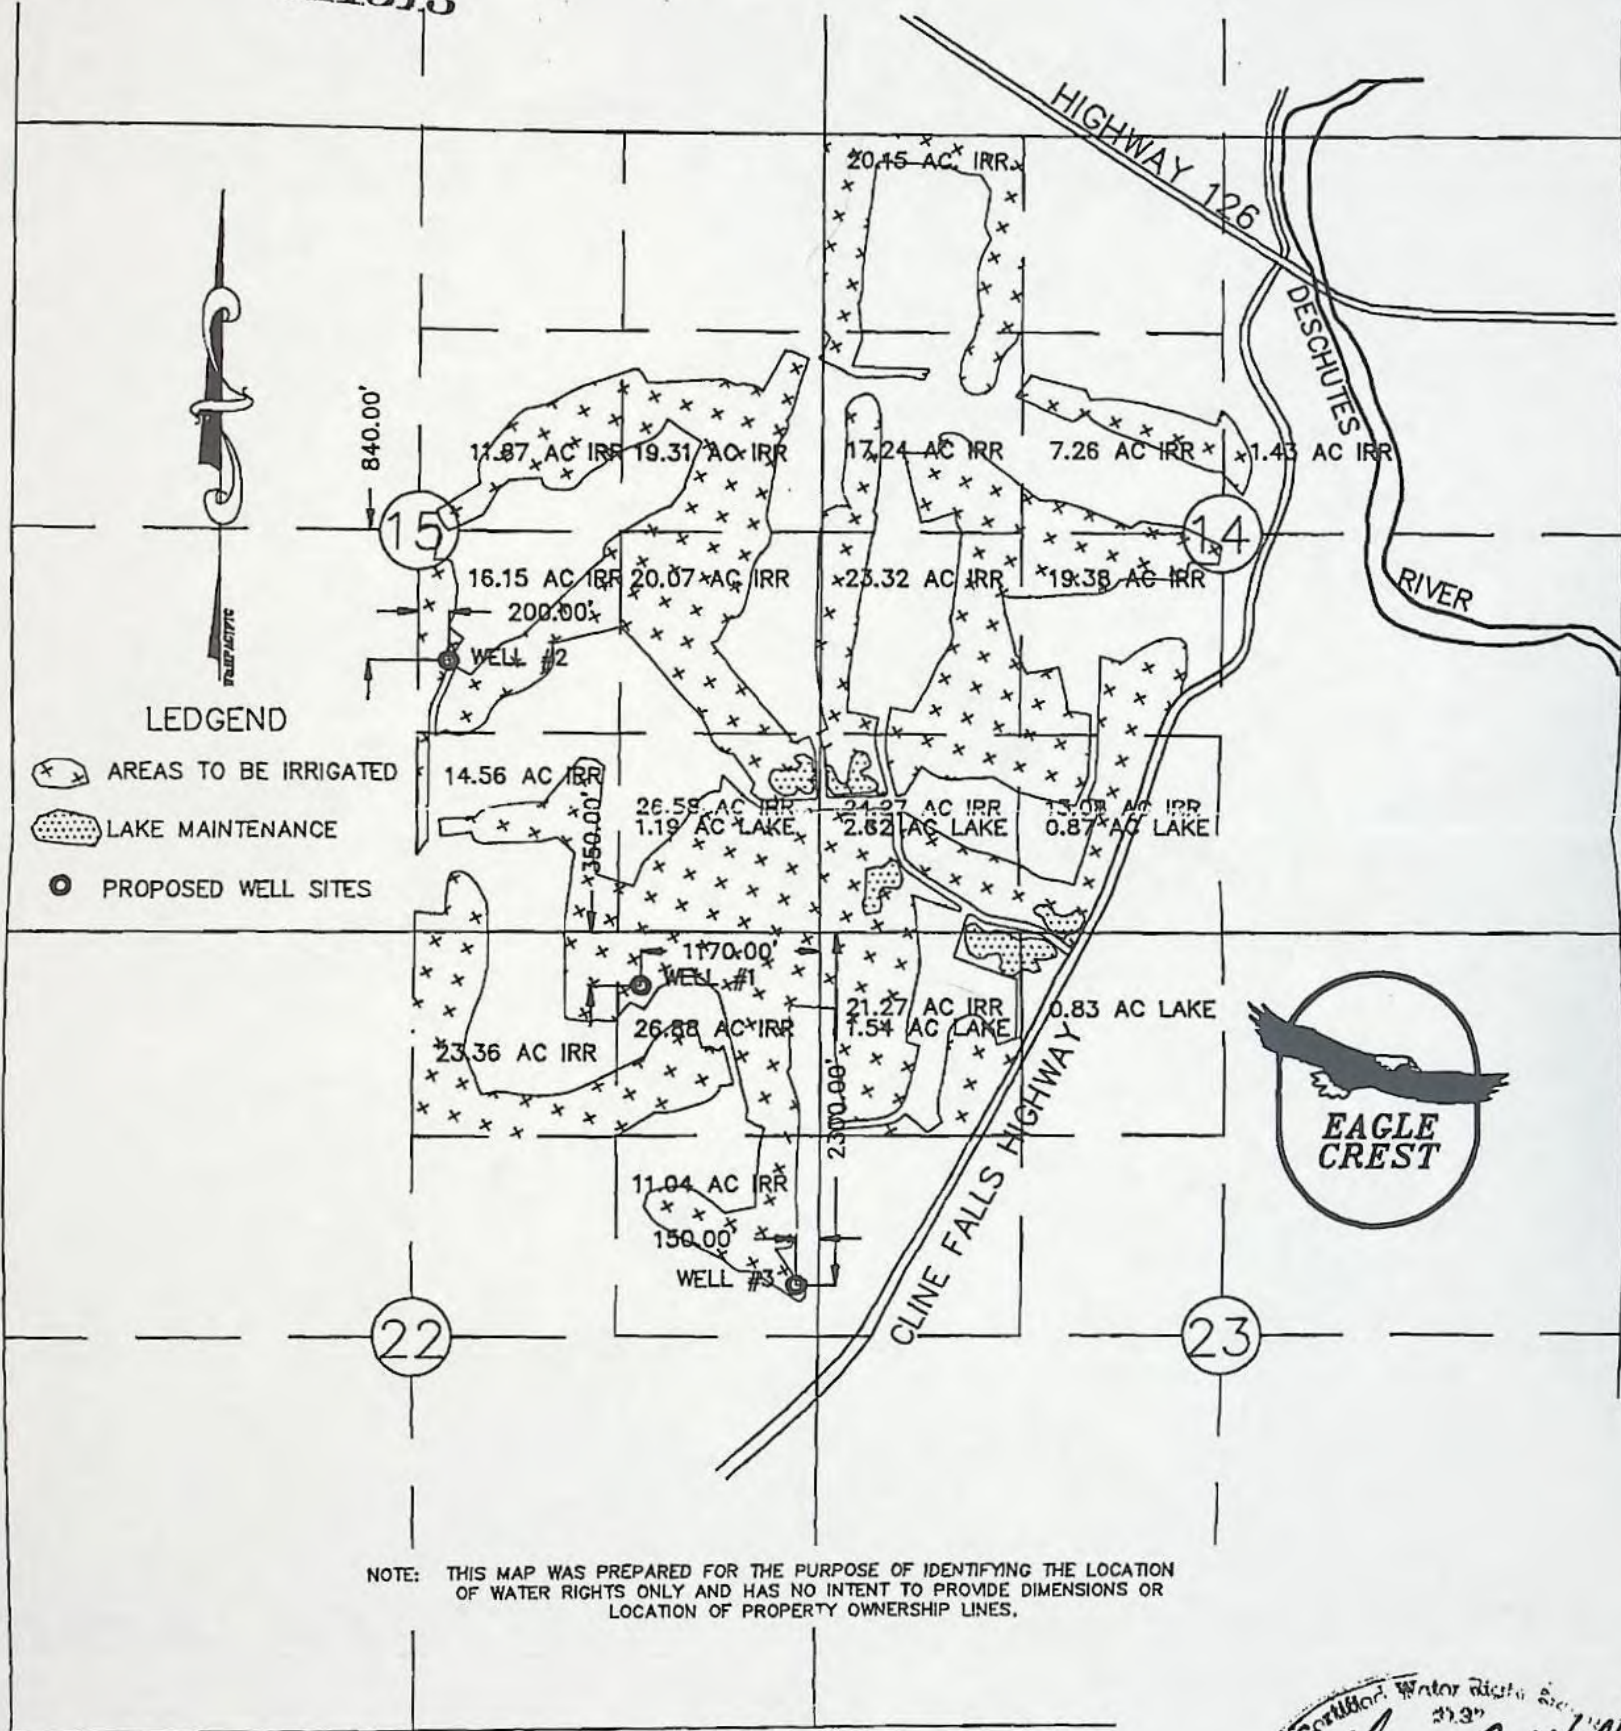 HIGHWAY 126
20.15 AC IRR
DESCHUTES
RIVER
840.00'
11.87 AC IRR
19.31 AC IRR
17.24 AC IRR
7.26 AC IRR
1.43 AC IRR
15
14
16.15 AC IRR
20.07 AC IRR
23.32 AC IRR
19.38 AC IRR
200.00'
WELL #2
LEDGEND
AREAS TO BE IRRIGATED
LAKE MAINTENANCE
PROPOSED WELL SITES
14.56 AC IRR
350.00'
26.58 AC IRR
1.19 AC LAKE
24.27 AC IRR
2.62 AC LAKE
AC IRR
0.87 AC LAKE
1170.00'
WELL #1
26.88 AC IRR
23.36 AC IRR
21.27 AC IRR
1.54 AC LAKE
0.83 AC LAKE
2300.00'
11.04 AC IRR
150.00'
WELL #3
CLINE FALLS HIGHWAY
EAGLE
CREST
22
23
NOTE: THIS MAP WAS PREPARED FOR THE PURPOSE OF IDENTIFYING THE LOCATION
OF WATER RIGHTS ONLY AND HAS NO INTENT TO PROVIDE DIMENSIONS OR
LOCATION OF PROPERTY OWNERSHIP LINES.
Water